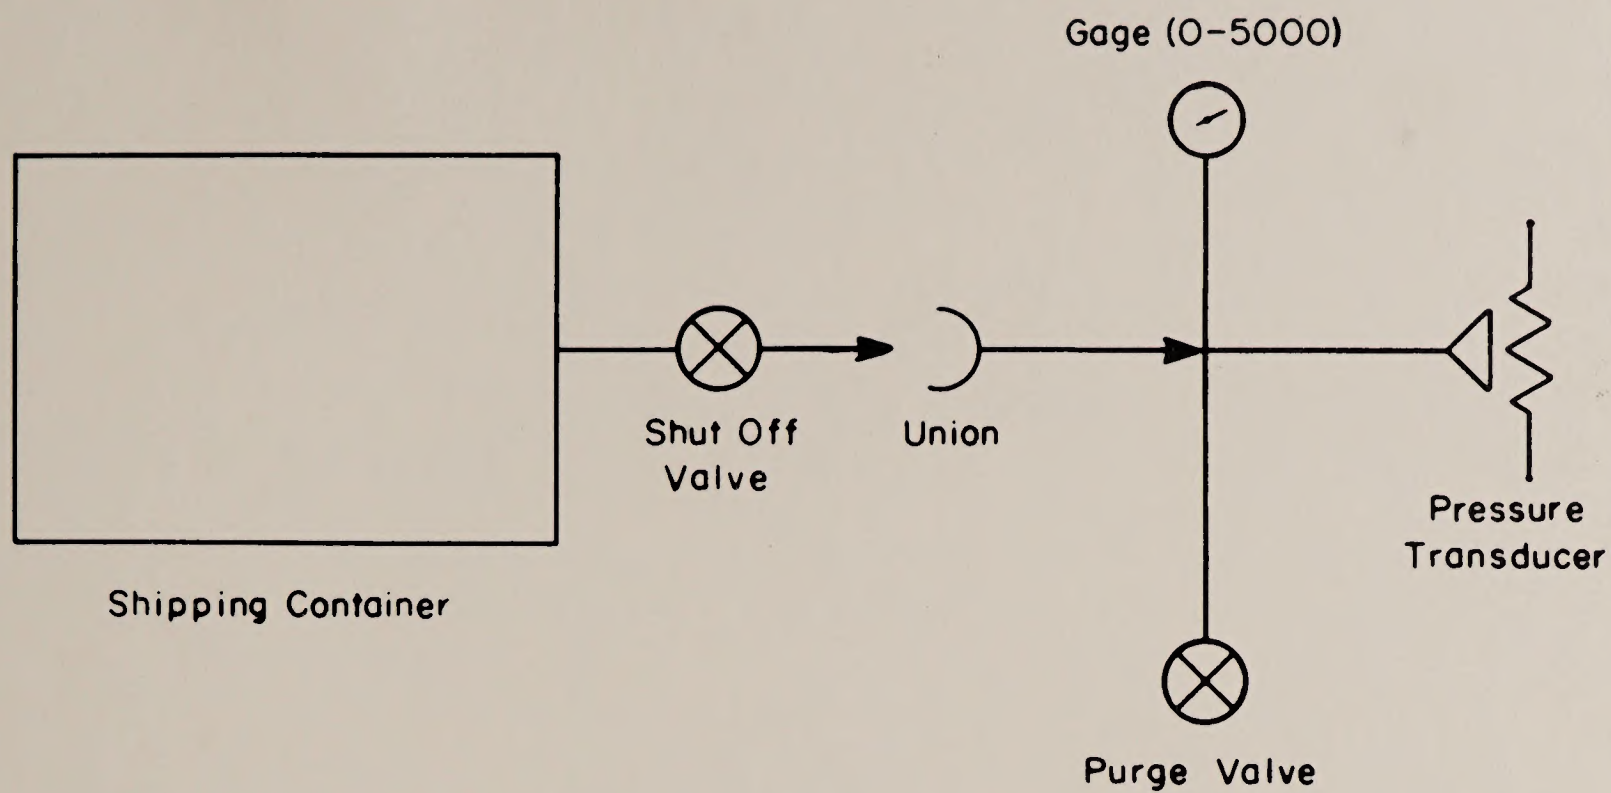 Gage (0-5000)
Shut Off
Valve
Union
Pressure
Transducer
Shipping Container
Purge Valve